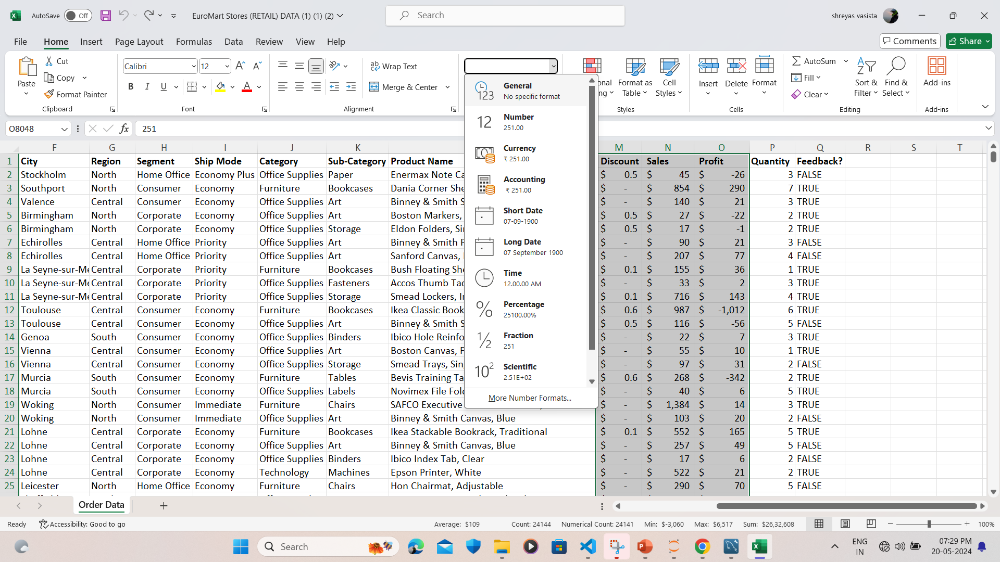 AutoSave Off EuroMart Stores (RETAIL) DATA (1) (1) (2) Search shreyas vasista
File Home Insert Page Layout Formulas Data Review View Help Comments Share
Paste Cut Copy Format Painter Clipboard
Calibri 12 B I U A Font
ab Wrap Text Merge & Center Alignment
onal ng Format as Table Cell Styles Styles
Insert Delete Format Cells
AutoSum Fill Clear Sort & Filter Find & Select Editing
Add-ins Add-ins
O8048 fx 251
General
No specific format
Number
251.00
Currency
₹ 251.00
Accounting
₹ 251.00
Short Date
07-09-1900
Long Date
07 September 1900
Time
12.00.00 AM
Percentage
25100.00%
Fraction
251
Scientific
2.51E+02
More Number Formats...
F G H I J K M N O P Q R S T
1 City Region Segment Ship Mode Category Sub-Category Product Name Discount Sales Profit Quantity Feedback?
2 Stockholm North Home Office Economy Plus Office Supplies Paper Enermax Note Ca $ 0.5 $ 45 $ -26 3 FALSE
3 Southport North Consumer Economy Furniture Bookcases Dania Corner She $ - $ 854 $ 290 7 TRUE
4 Valence Central Consumer Economy Office Supplies Art Binney & Smith S $ - $ 140 $ 21 3 TRUE
5 Birmingham North Corporate Economy Office Supplies Art Boston Markers, $ 0.5 $ 27 $ -22 2 TRUE
6 Birmingham North Corporate Economy Office Supplies Storage Eldon Folders, Sin $ 0.5 $ 17 $ -1 2 TRUE
7 Echirolles Central Home Office Priority Office Supplies Art Binney & Smith P $ - $ 90 $ 21 3 FALSE
8 Echirolles Central Home Office Priority Office Supplies Art Sanford Canvas, $ - $ 207 $ 77 4 FALSE
9 La Seyne-sur-Me Central Corporate Priority Furniture Bookcases Bush Floating She $ 0.1 $ 155 $ 36 1 TRUE
10 La Seyne-sur-Me Central Corporate Priority Office Supplies Fasteners Accos Thumb Tac $ - $ 33 $ 2 3 TRUE
11 La Seyne-sur-Me Central Corporate Priority Office Supplies Storage Smead Lockers, In $ 0.1 $ 716 $ 143 4 TRUE
12 Toulouse Central Consumer Economy Furniture Bookcases Ikea Classic Book $ 0.6 $ 987 $ -1,012 6 TRUE
13 Toulouse Central Consumer Economy Office Supplies Art Binney & Smith S $ 0.5 $ 116 $ -56 5 FALSE
14 Genoa South Consumer Economy Office Supplies Binders Ibico Hole Reinfo $ - $ 22 $ 7 3 TRUE
15 Vienna Central Consumer Economy Office Supplies Art Boston Canvas, F $ - $ 55 $ 10 1 TRUE
16 Vienna Central Consumer Economy Office Supplies Storage Smead Trays, Sin $ - $ 97 $ 31 2 FALSE
17 Murcia South Consumer Economy Furniture Tables Bevis Training Ta $ 0.6 $ 268 $ -342 2 TRUE
18 Murcia South Consumer Economy Office Supplies Labels Novimex File Fold $ - $ 40 $ 6 5 TRUE
19 Woking North Consumer Immediate Furniture Chairs SAFCO Executive $ - $ 1,384 $ 14 3 TRUE
20 Woking North Consumer Immediate Office Supplies Art Binney & Smith Canvas, Blue $ - $ 103 $ 20 2 FALSE
21 Lohne Central Corporate Economy Furniture Bookcases Ikea Stackable Bookrack, Traditional $ 0.1 $ 552 $ 165 5 TRUE
22 Lohne Central Corporate Economy Office Supplies Art Binney & Smith Canvas, Blue $ - $ 257 $ 49 5 FALSE
23 Lohne Central Corporate Economy Office Supplies Binders Ibico Index Tab, Clear $ - $ 17 $ 6 2 FALSE
24 Lohne Central Corporate Economy Technology Machines Epson Printer, White $ - $ 522 $ 21 2 TRUE
25 Leicester North Home Office Economy Furniture Chairs Hon Chairmat, Adjustable $ - $ 290 $ 70 5 FALSE
Order Data
Ready Accessibility: Good to go Average: $109 Count: 24144 Numerical Count: 24141 Min: $-3,060 Max: $6,517 Sum: $26,32,608 100%
Search ENG IN 07:29 PM 20-05-2024